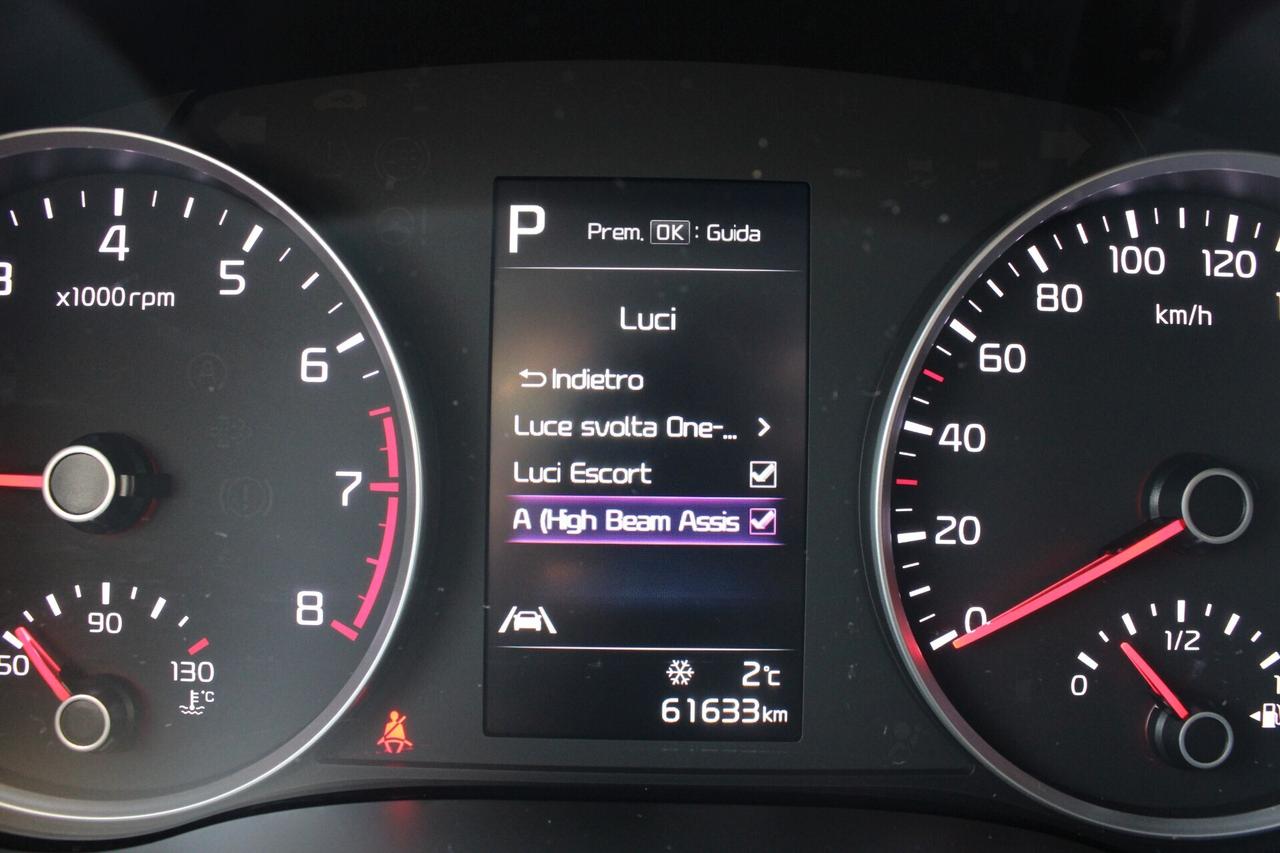 P
Prem. OK : Guida
Luci
Indietro
Luce svolta One-...
Luci Escort
A (High Beam Assis
2°C
61633km
4
5
6
7
8
x1000rpm
90
130
°C
0
20
40
60
80
100
120
km/h
0
1/2